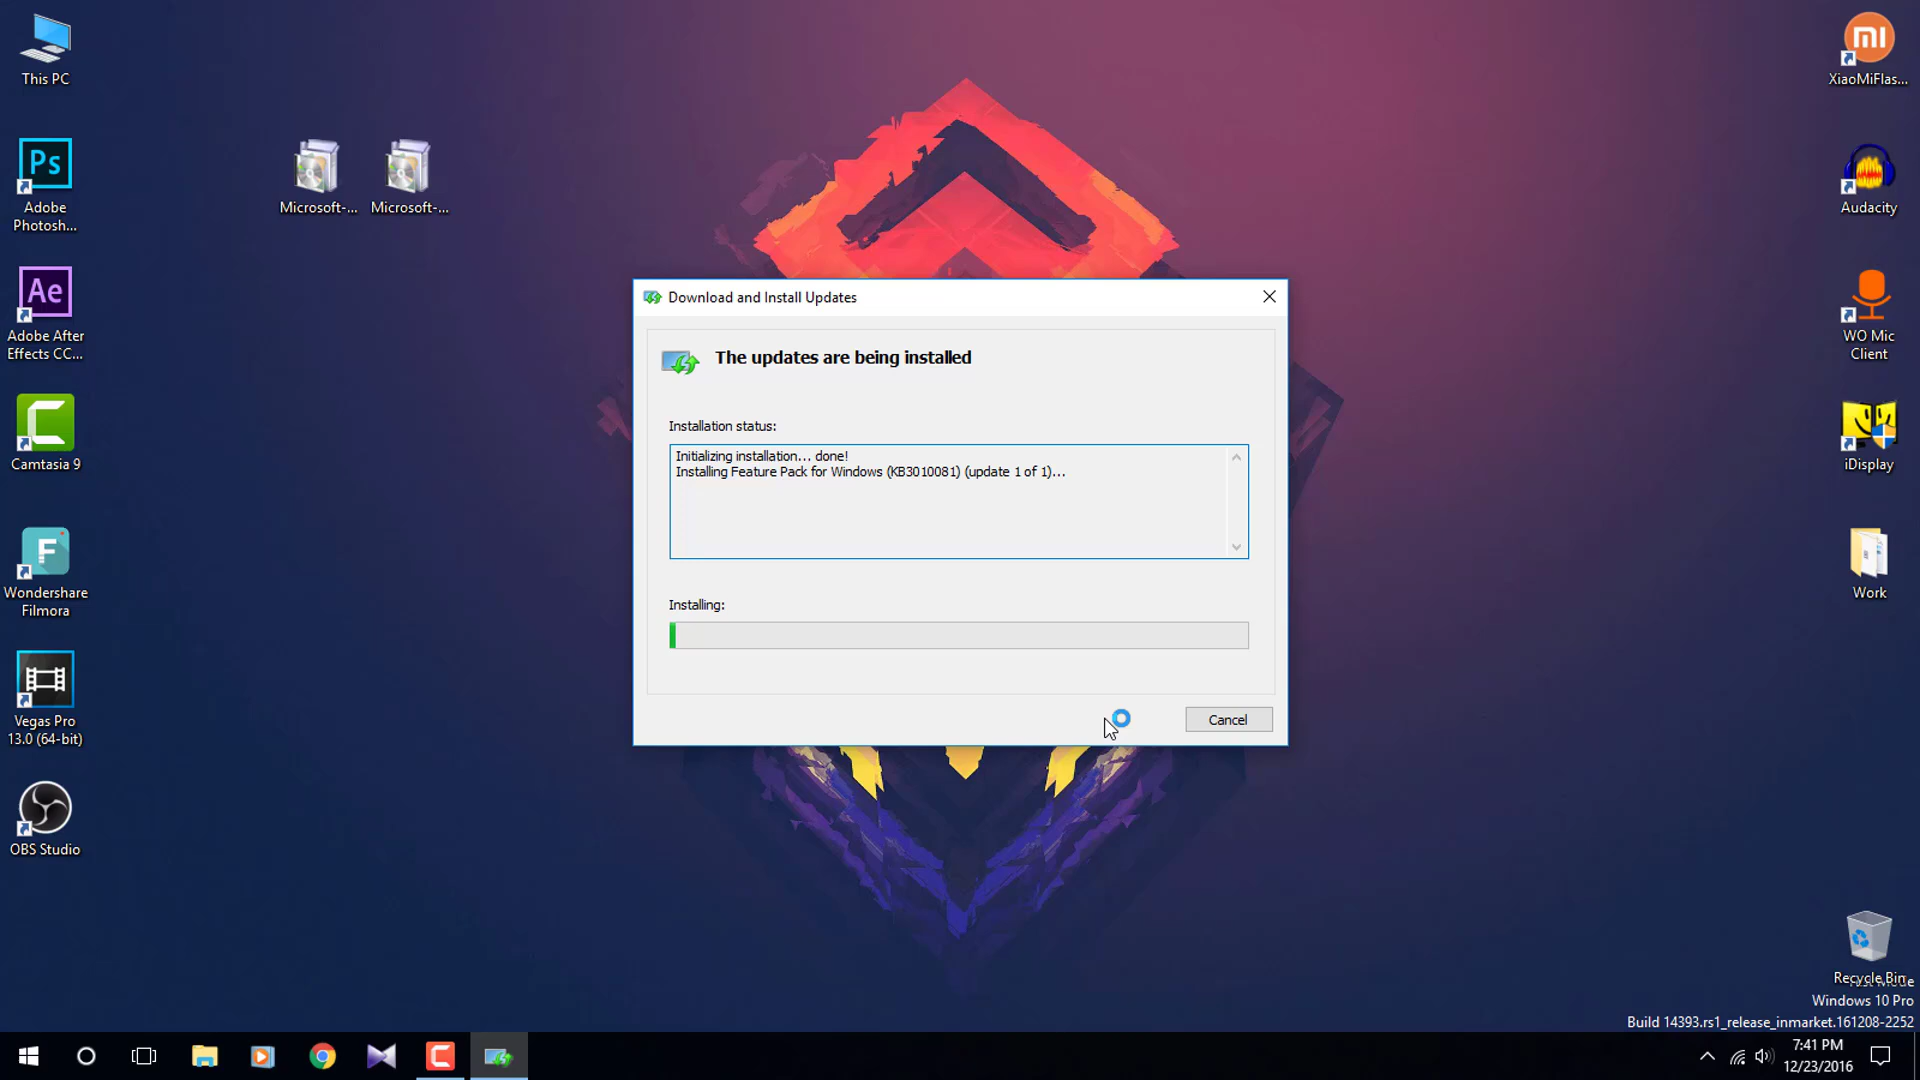 This PC
Ps
Adobe
Photosh...
Ae
Adobe After
Effects CC...
Camtasia 9
F
Wondershare
Filmora
Vegas Pro
13.0 (64-bit)
OBS Studio
Microsoft-...
Microsoft-...
Download and Install Updates
The updates are being installed
Installation status:
Initializing installation... done!
Installing Feature Pack for Windows (KB3010081) (update 1 of 1)...
Installing:
Cancel
XiaoMiFlas...
Audacity
WO Mic
Client
iDisplay
Work
Recycle Bin
Windows 10 Pro
Build 14393.rs1_release_inmarket.161208-2252
7:41 PM
12/23/2016